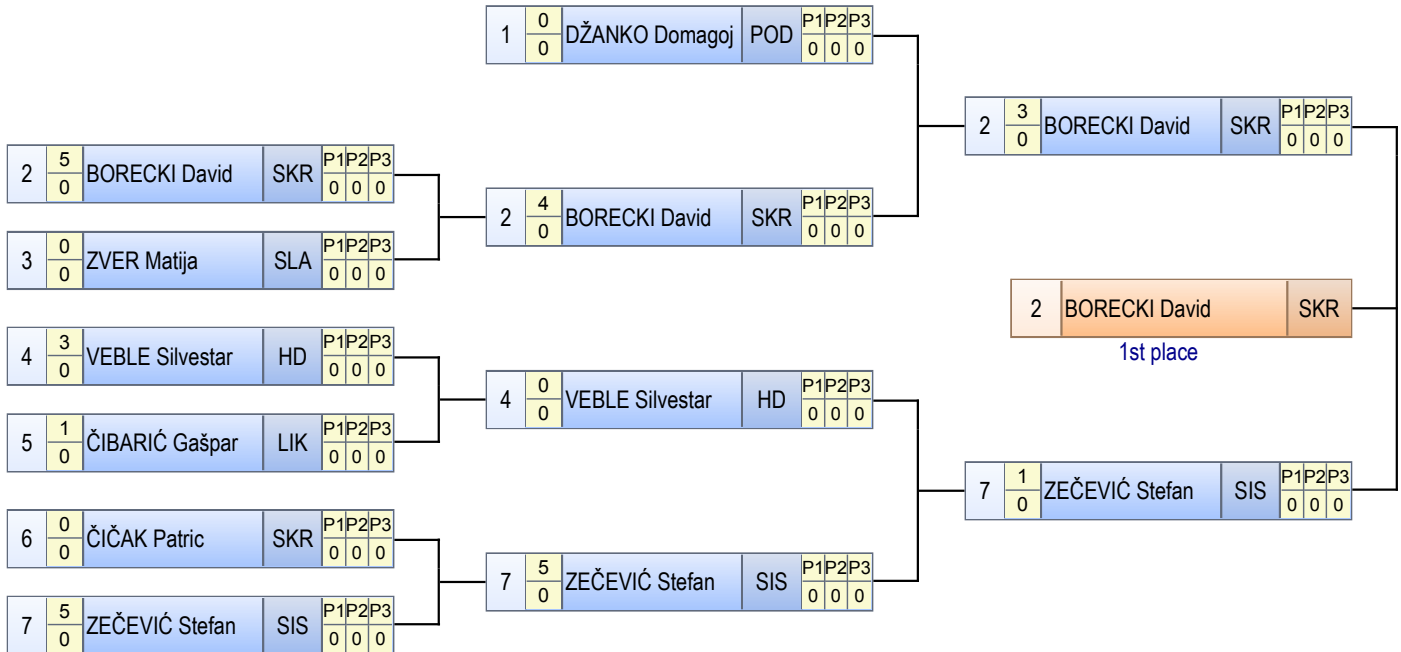 1 0 0 DŽANKO Domagoj POD P1 P2 P3 0 0 0
2 3 0 BORECKI David SKR P1 P2 P3 0 0 0
2 5 0 BORECKI David SKR P1 P2 P3 0 0 0
2 4 0 BORECKI David SKR P1 P2 P3 0 0 0
3 0 0 ZVER Matija SLA P1 P2 P3 0 0 0
2 BORECKI David SKR
1st place
4 3 0 VEBLE Silvestar HD P1 P2 P3 0 0 0
4 0 0 VEBLE Silvestar HD P1 P2 P3 0 0 0
5 1 0 ČIBARIĆ Gašpar LIK P1 P2 P3 0 0 0
7 1 0 ZEČEVIĆ Stefan SIS P1 P2 P3 0 0 0
6 0 0 ČIČAK Patric SKR P1 P2 P3 0 0 0
7 5 0 ZEČEVIĆ Stefan SIS P1 P2 P3 0 0 0
7 5 0 ZEČEVIĆ Stefan SIS P1 P2 P3 0 0 0